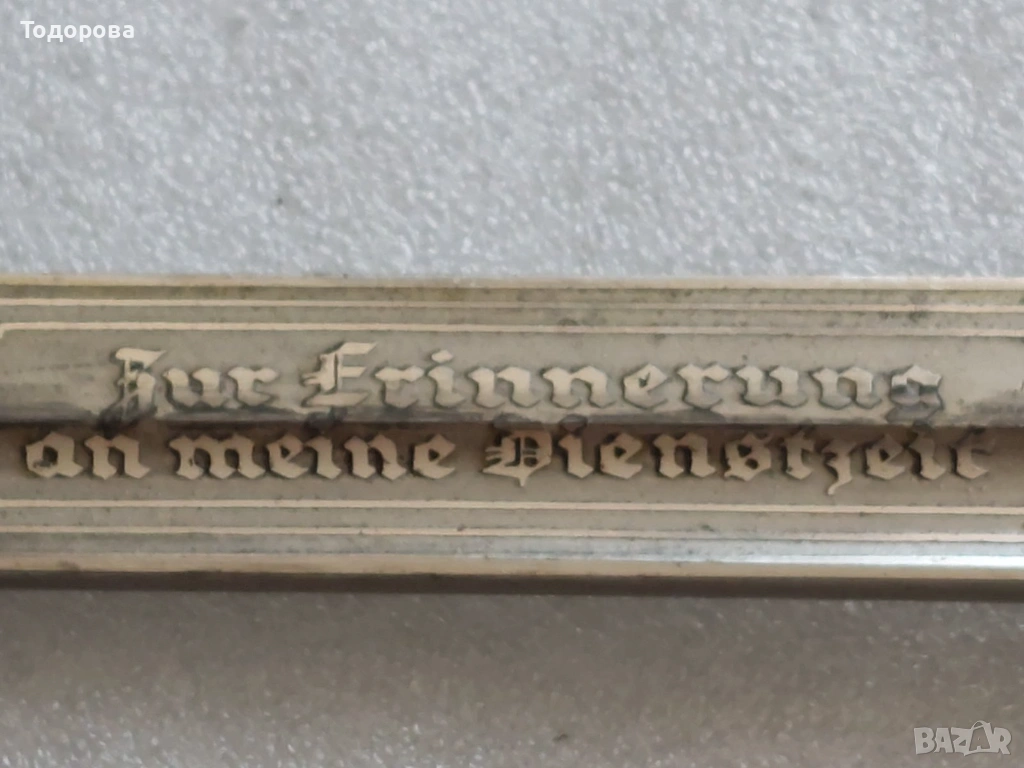 Тодорова
Zur Erinnerung
an meine Dienstzeit
BAZAR